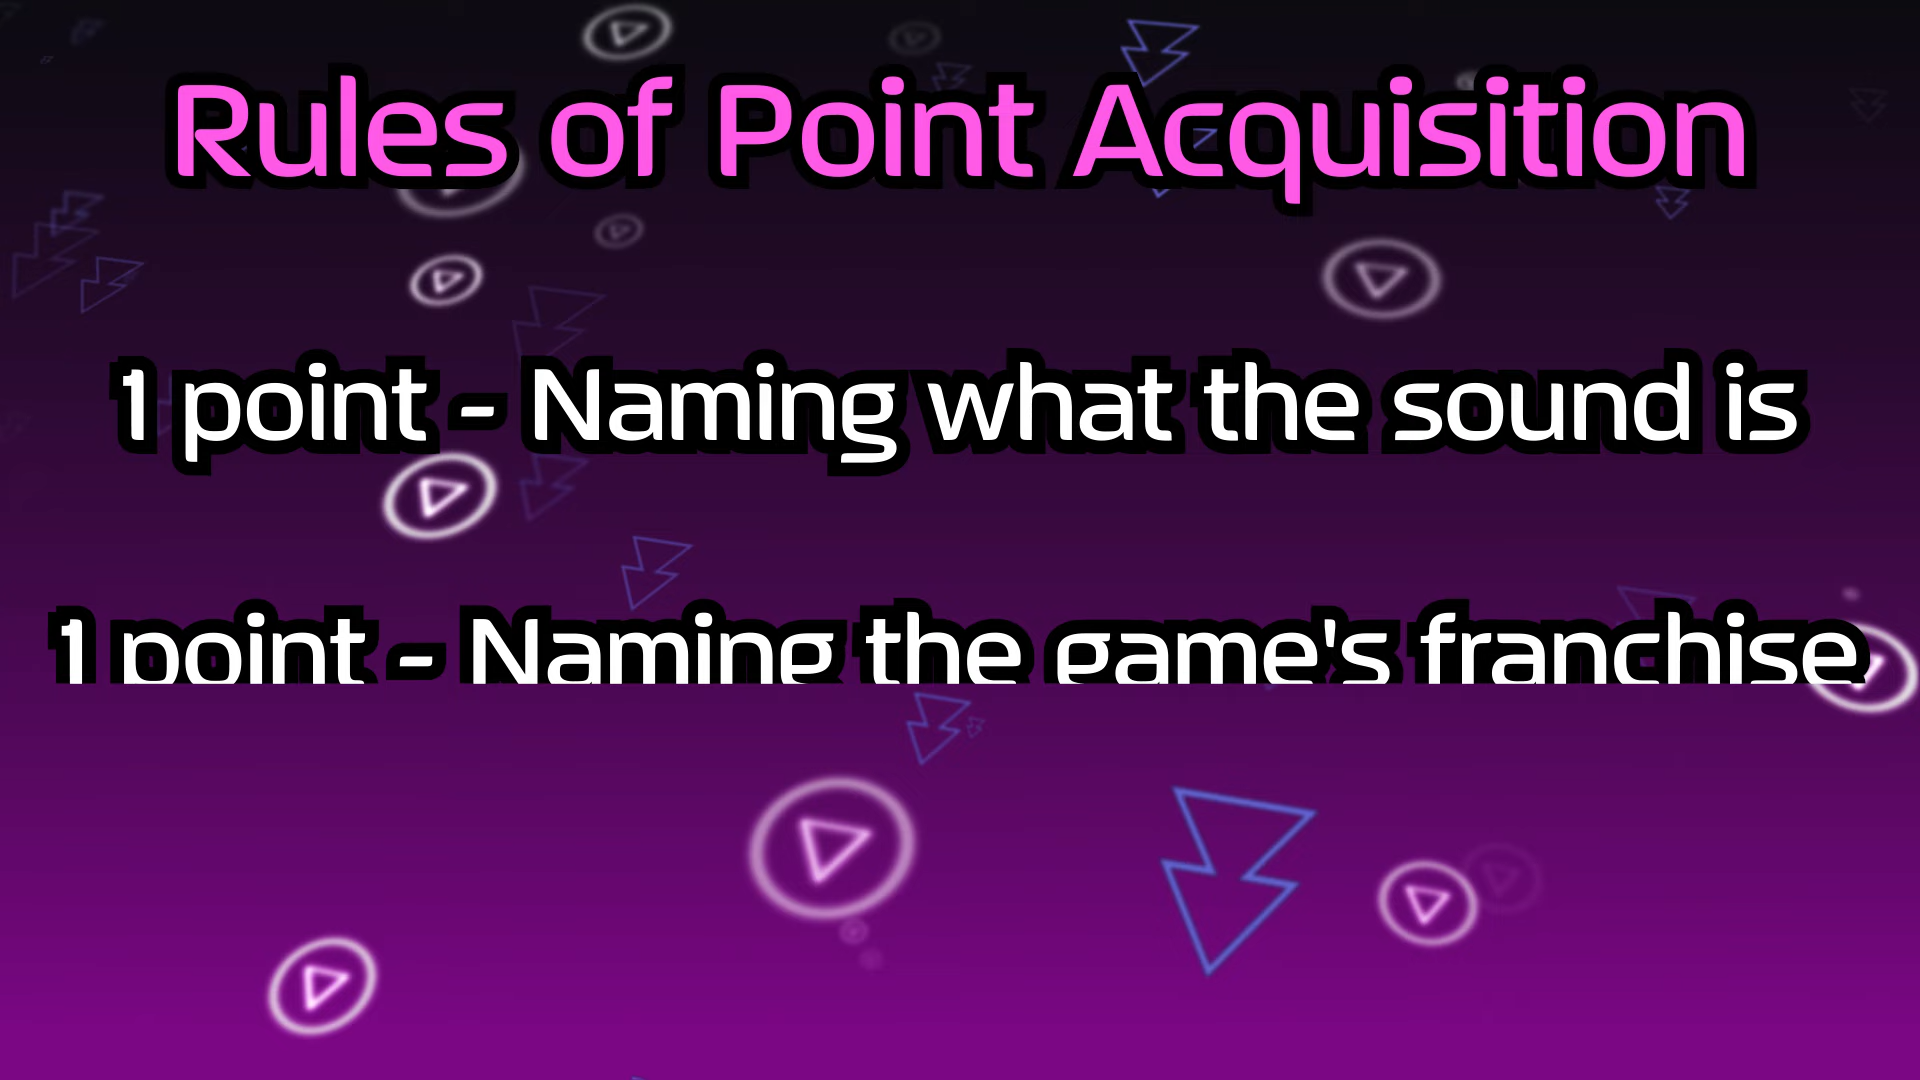 Rules of Point Acquisition
1 point - Naming what the sound is
1 point - Naming the game's franchise